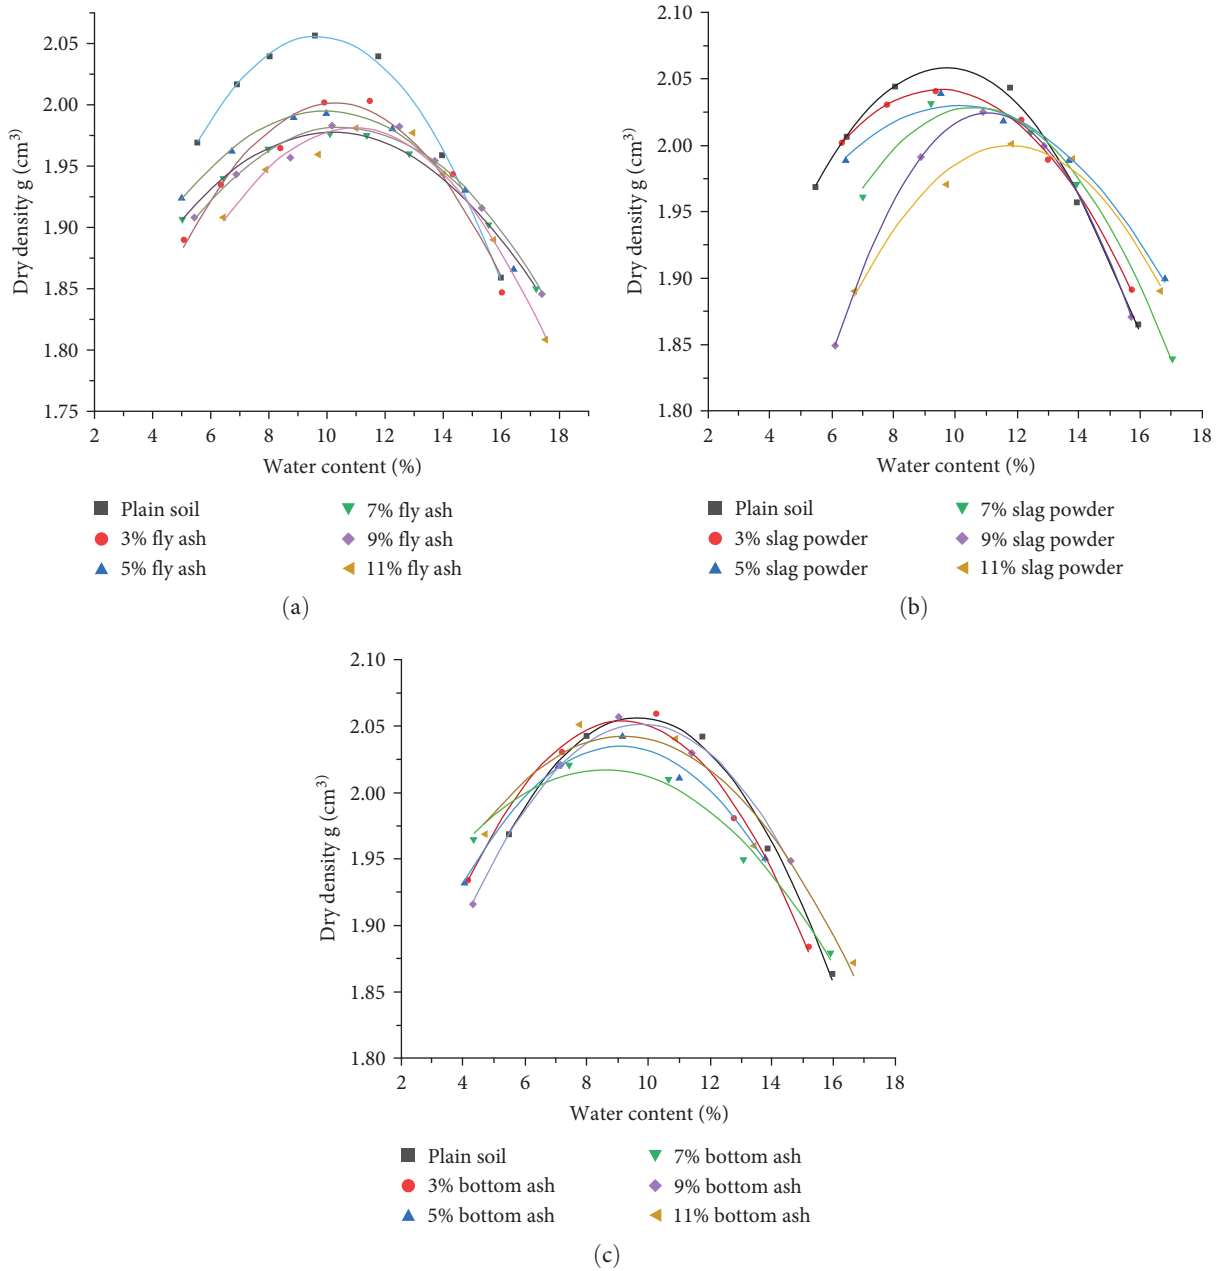 2.05
2.00
1.95
1.90
1.85
1.80
1.75
Dry density g (cm³)
2 4 6 8 10 12 14 16 18
Water content (%)
Plain soil
3% fly ash
5% fly ash
7% fly ash
9% fly ash
11% fly ash
(a)
2.10
2.05
2.00
1.95
1.90
1.85
1.80
Dry density g (cm³)
2 4 6 8 10 12 14 16 18
Water content (%)
Plain soil
3% slag powder
5% slag powder
7% slag powder
9% slag powder
11% slag powder
(b)
2.10
2.05
2.00
1.95
1.90
1.85
1.80
Dry density g (cm³)
2 4 6 8 10 12 14 16 18
Water content (%)
Plain soil
3% bottom ash
5% bottom ash
7% bottom ash
9% bottom ash
11% bottom ash
(c)